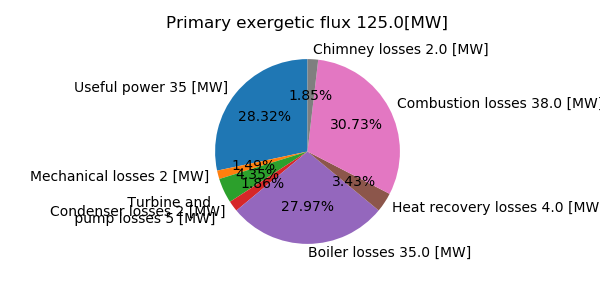 Primary exergetic flux 125.0[MW]
Chimney losses 2.0 [MW]
Useful power 35 [MW]
1.85%
Combustion losses 38.0 [MW]
28.32%
30.73%
1.49%
Mechanical losses 2 [MW]
4.35%
1.86%
3.43%
Turbine and
pump losses 5 [MW]
Condenser losses 2 [MW]
27.97%
Heat recovery losses 4.0 [MW
Boiler losses 35.0 [MW]